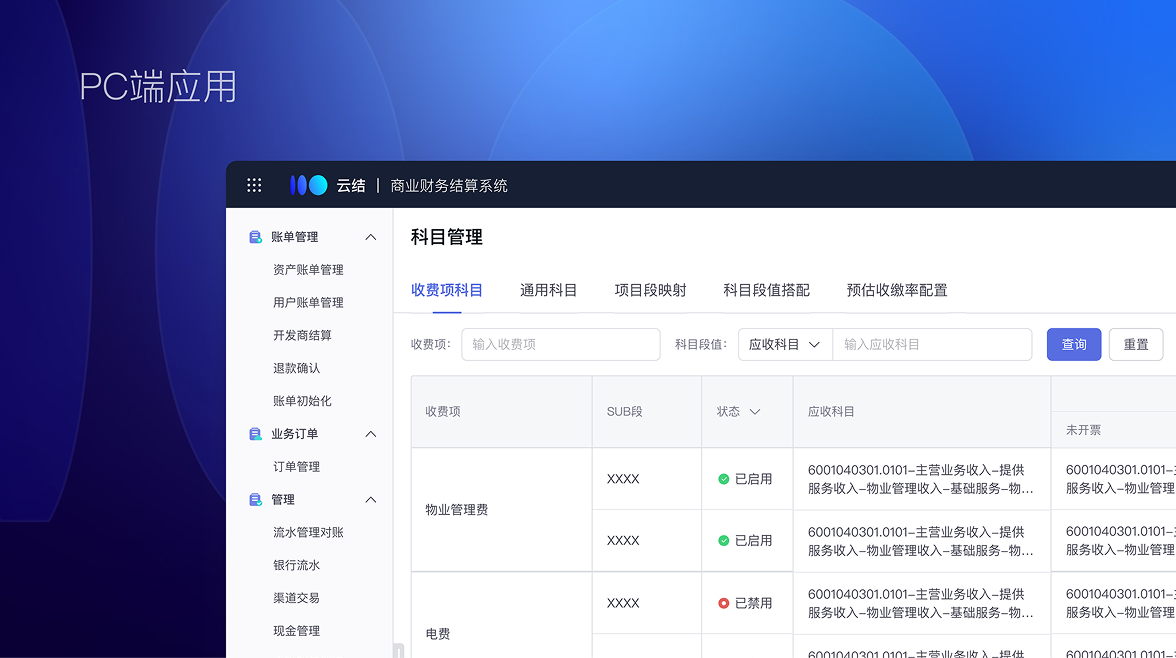 PC端应用
云结 | 商业财务结算系统
账单管理
资产账单管理
用户账单管理
开发商结算
退款确认
账单初始化
业务订单
订单管理
管理
流水管理对账
银行流水
渠道交易
现金管理
科目管理
收费项科目 通用科目 项目段映射 科目段值搭配 预估收缴率配置
收费项: 输入收费项 科目段值: 应收科目 输入应收科目 查询 重置
收费项 SUB段 状态 应收科目
未开票
物业管理费
XXXX 已启用
6001040301.0101-主营业务收入-提供
服务收入-物业管理收入-基础服务-物...
6001040301.0101-
服务收入-物业管理
XXXX 已启用
6001040301.0101-主营业务收入-提供
服务收入-物业管理收入-基础服务-物...
6001040301.0101-
服务收入-物业管理
电费
XXXX 已禁用
6001040301.0101-主营业务收入-提供
服务收入-物业管理收入-基础服务-物...
6001040301.0101-
服务收入-物业管理
6001040301.0101-主营业务收入-提供
6001040301.0101-